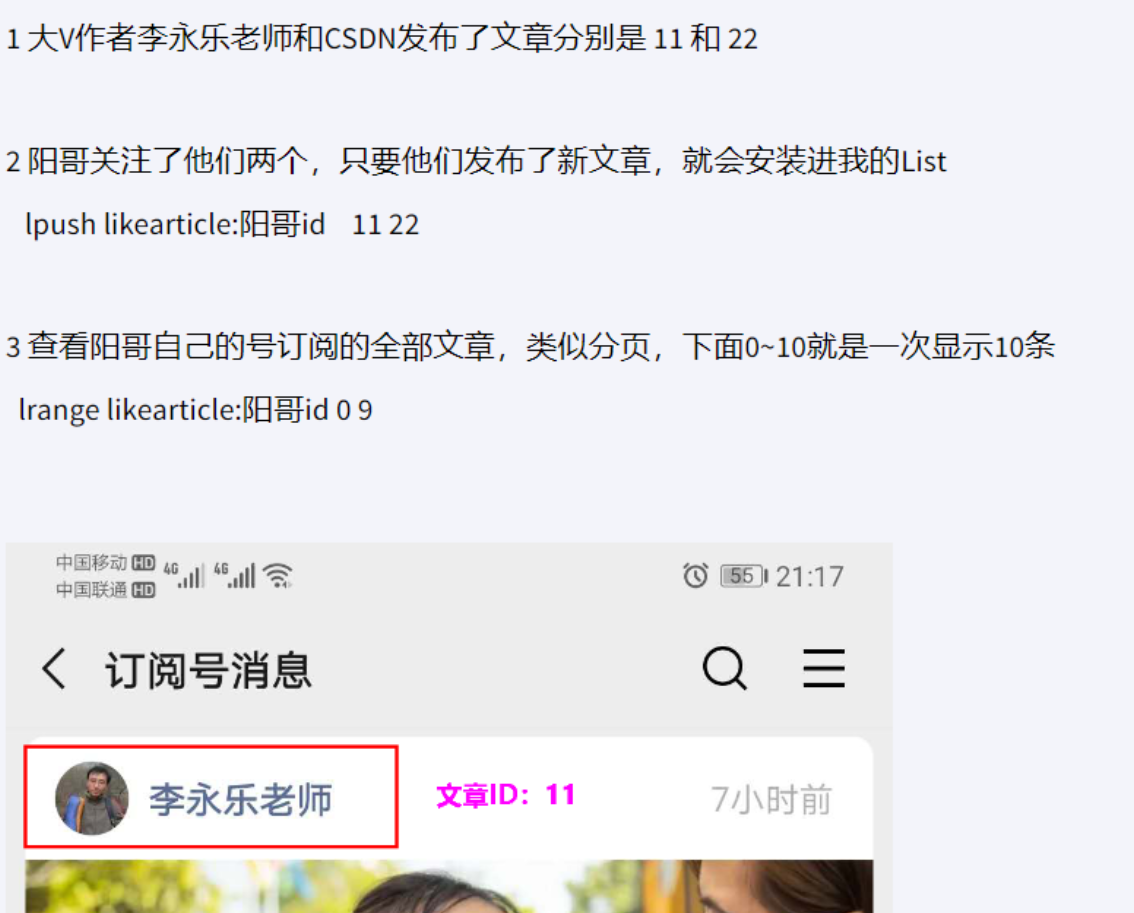 1 大V作者李永乐老师和CSDN发布了文章分别是 11 和 22
2 阳哥关注了他们两个，只要他们发布了新文章，就会安装进我的List
lpush likearticle:阳哥id 11 22
3 查看阳哥自己的号订阅的全部文章，类似分页，下面0~10就是一次显示10条
lrange likearticle:阳哥id 0 9
中国移动 HD 4G 4G 55 21:17
中国联通 HD
订阅号消息
李永乐老师 文章ID：11 7小时前